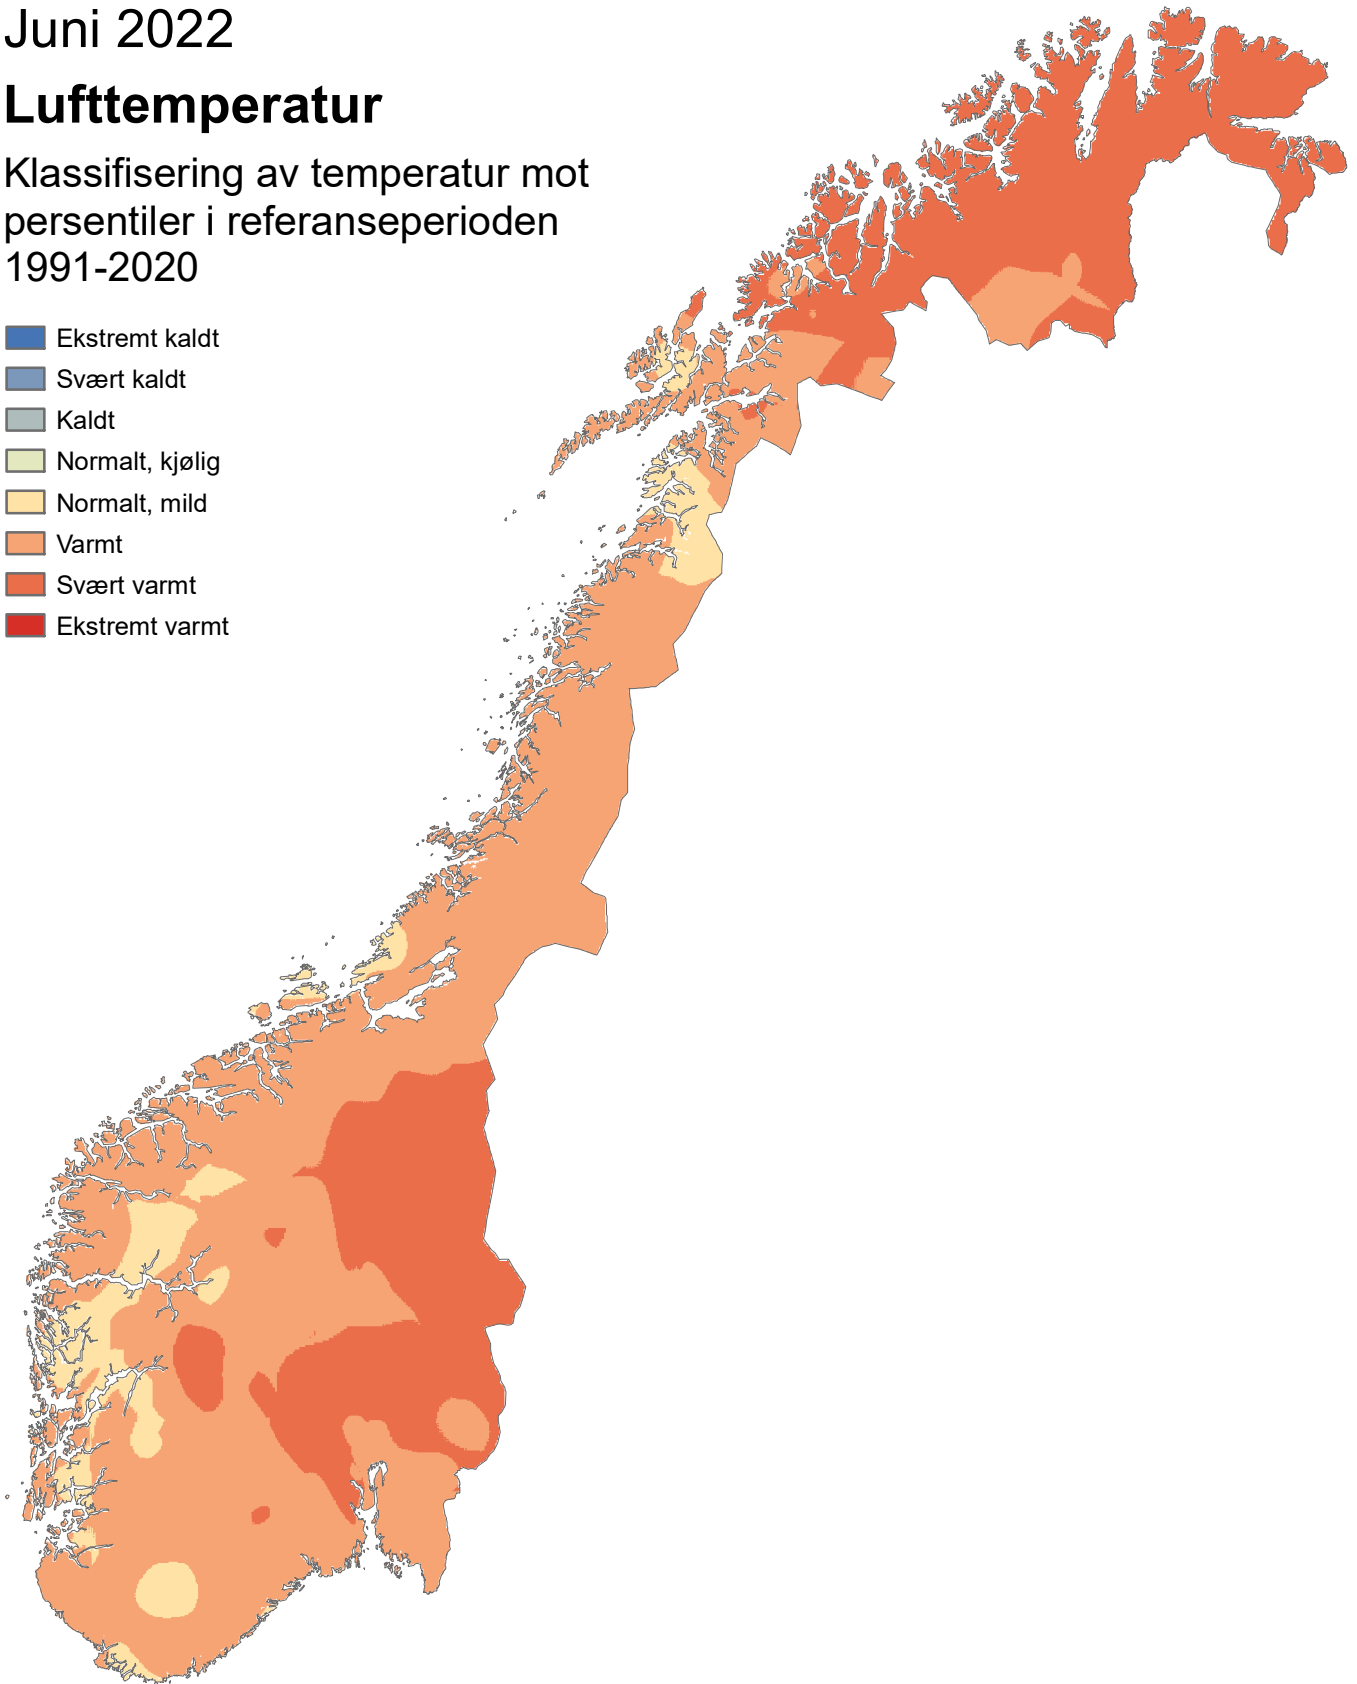 Juni 2022
Lufttemperatur
Klassifisering av temperatur mot
persentiler i referanseperioden
1991-2020
Ekstremt kaldt
Svært kaldt
Kaldt
Normalt, kjølig
Normalt, mild
Varmt
Svært varmt
Ekstremt varmt